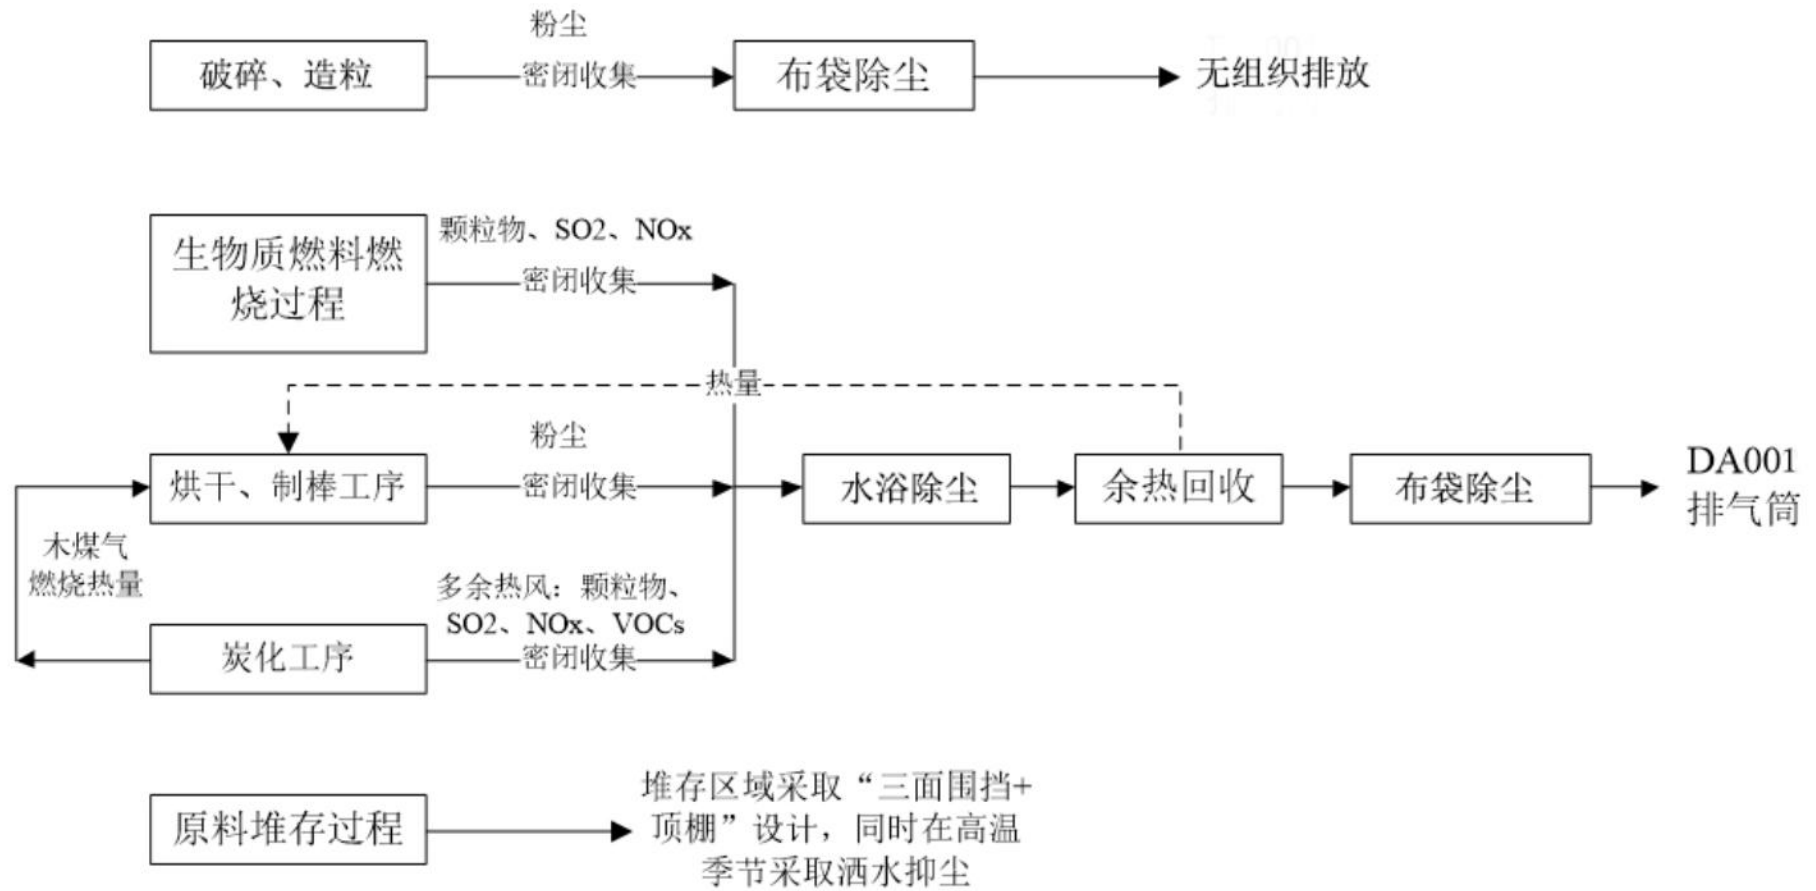 粉尘
破碎、造粒
密闭收集
布袋除尘
无组织排放
生物质燃料燃
烧过程
颗粒物、SO2、NOx
密闭收集
热量
烘干、制棒工序
粉尘
密闭收集
水浴除尘
余热回收
布袋除尘
DA001
排气筒
木煤气
燃烧热量
炭化工序
多余热风：颗粒物、
SO2、NOx、VOCs
密闭收集
原料堆存过程
堆存区域采取“三面围挡+
顶棚”设计，同时在高温
季节采取洒水抑尘